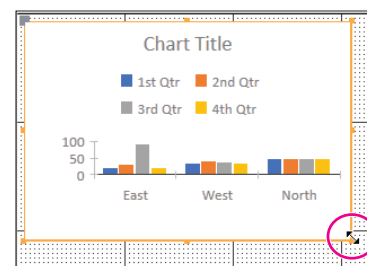 Chart Title
1st Qtr 2nd Qtr
3rd Qtr 4th Qtr
100
50
0
East West North